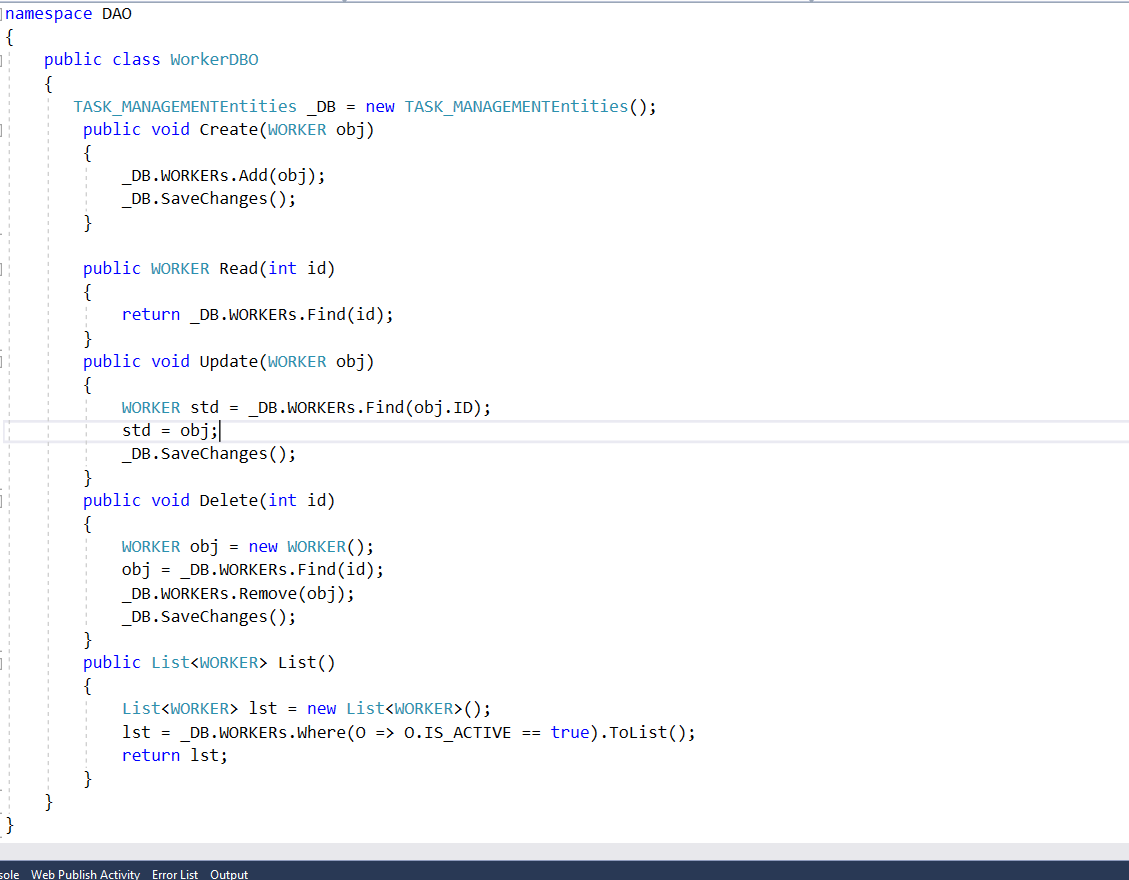 namespace DAO
{
    public class WorkerDBO
    {
       TASK_MANAGEMENTEntities _DB = new TASK_MANAGEMENTEntities();
        public void Create(WORKER obj)
        {
            _DB.WORKERs.Add(obj);
            _DB.SaveChanges();
        }

        public WORKER Read(int id)
        {
            return _DB.WORKERs.Find(id);
        }
        public void Update(WORKER obj)
        {
            WORKER std = _DB.WORKERs.Find(obj.ID);
            std = obj;
            _DB.SaveChanges();
        }
        public void Delete(int id)
        {
            WORKER obj = new WORKER();
            obj = _DB.WORKERs.Find(id);
            _DB.WORKERs.Remove(obj);
            _DB.SaveChanges();
        }
        public List<WORKER> List()
        {
            List<WORKER> lst = new List<WORKER>();
            lst = _DB.WORKERs.Where(O => O.IS_ACTIVE == true).ToList();
            return lst;
        }
    }
}
sole Web Publish Activity Error List Output